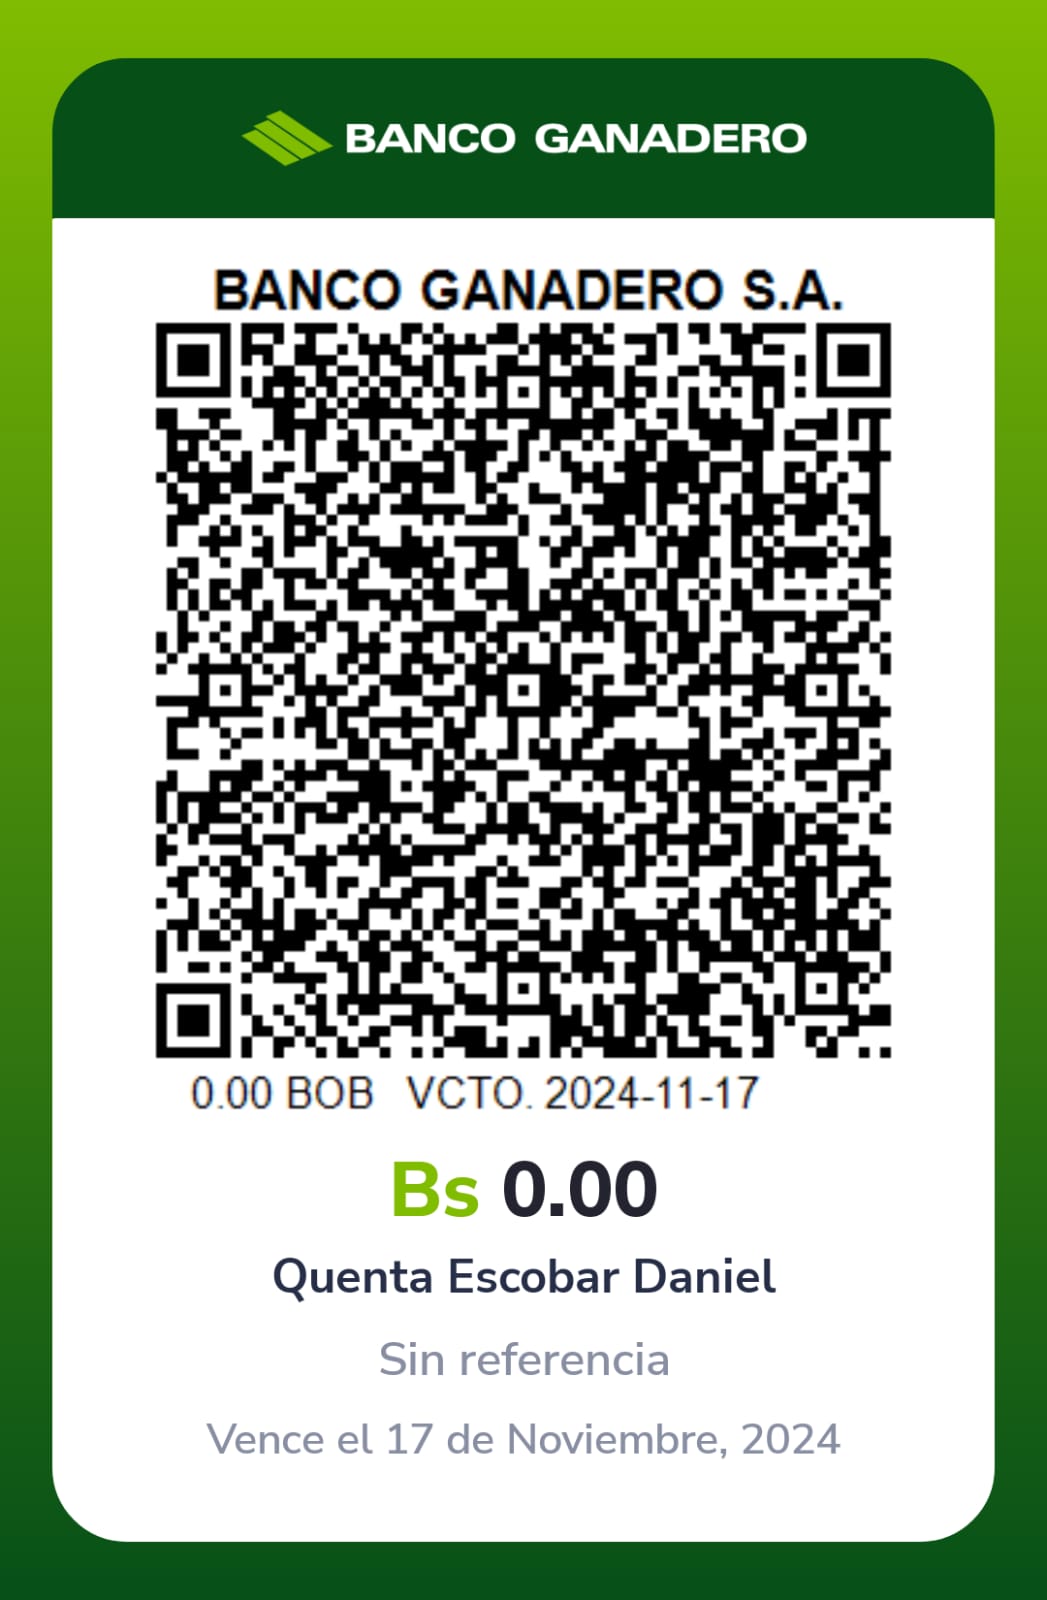 BANCO GANADERO
BANCO GANADERO S.A.
0.00 BOB VCTO. 2024-11-17
Bs 0.00
Quenta Escobar Daniel
Sin referencia
Vence el 17 de Noviembre, 2024